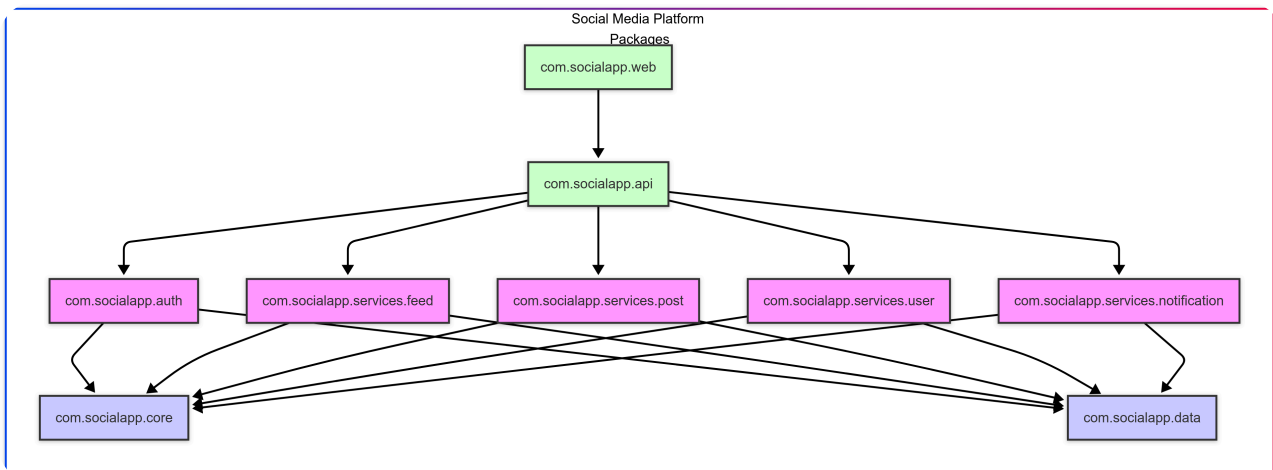 Social Media Platform
Packages
com.socialapp.web
com.socialapp.api
com.socialapp.auth
com.socialapp.services.feed
com.socialapp.services.post
com.socialapp.services.user
com.socialapp.services.notification
com.socialapp.core
com.socialapp.data